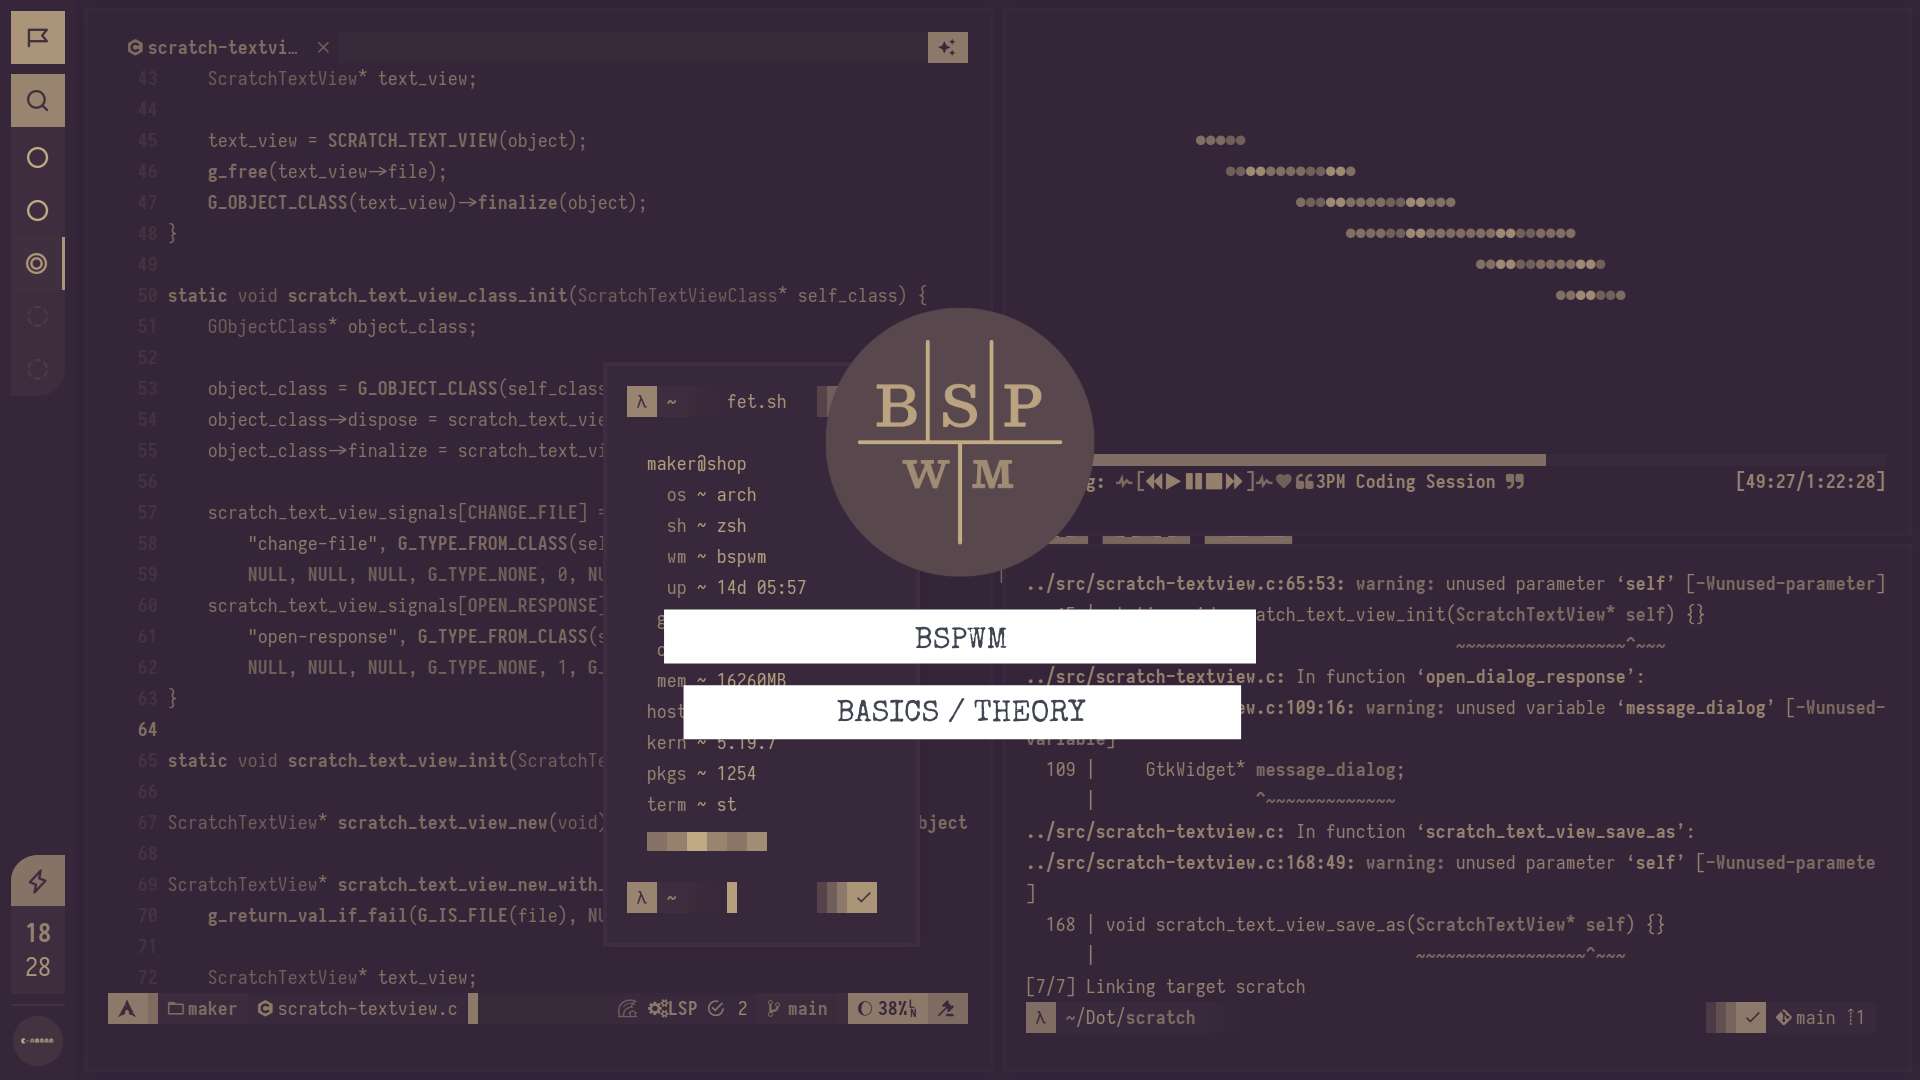 scratch-textvi…
43 ScratchTextView* text_view;
44
45 text_view = SCRATCH_TEXT_VIEW(object);
46 g_free(text_view->file);
47 G_OBJECT_CLASS(text_view)->finalize(object);
48 }
49
50 static void scratch_text_view_class_init(ScratchTextViewClass* self_class) {
51 GObjectClass* object_class;
52
53 object_class = G_OBJECT_CLASS(self_class
54 object_class->dispose = scratch_text_vie
55 object_class->finalize = scratch_text_vi
56
57 scratch_text_view_signals[CHANGE_FILE] =
58 "change-file", G_TYPE_FROM_CLASS(sel
59 NULL, NULL, NULL, G_TYPE_NONE, 0, NU
60 scratch_text_view_signals[OPEN_RESPONSE]
61 "open-response", G_TYPE_FROM_CLASS(s
62 NULL, NULL, NULL, G_TYPE_NONE, 1, G_
63 }
64
65 static void scratch_text_view_init(ScratchTe
66
67 ScratchTextView* scratch_text_view_new(void) bject
68
69 ScratchTextView* scratch_text_view_new_with_
70 g_return_val_if_fail(G_IS_FILE(file), NU
71
72 ScratchTextView* text_view;
maker scratch-textview.c LSP 2 main 38%
18
28
λ ~ fet.sh
maker@shop
os ~ arch
sh ~ zsh
wm ~ bspwm
up ~ 14d 05:57
mem ~ 16260MB
host
kern ~ 5.19.7
pkgs ~ 1254
term ~ st
λ ~
B S P
W M
BSPWM
BASICS / THEORY
g: [ ] 3PM Coding Session [49:27/1:22:28]
../src/scratch-textview.c:65:53: warning: unused parameter ‘self’ [-Wunused-parameter]
atch_text_view_init(ScratchTextView* self) {}
~~~~~~~~~~~~~~~~~^~~~
../src/scratch-textview.c: In function ‘open_dialog_response’:
w.c:109:16: warning: unused variable ‘message_dialog’ [-Wunused-
variable]
109 | GtkWidget* message_dialog;
| ^~~~~~~~~~~~~~
../src/scratch-textview.c: In function ‘scratch_text_view_save_as’:
../src/scratch-textview.c:168:49: warning: unused parameter ‘self’ [-Wunused-paramete
]
168 | void scratch_text_view_save_as(ScratchTextView* self) {}
| ~~~~~~~~~~~~~~~~~^~~~
[7/7] Linking target scratch
λ ~/Dot/scratch main 1